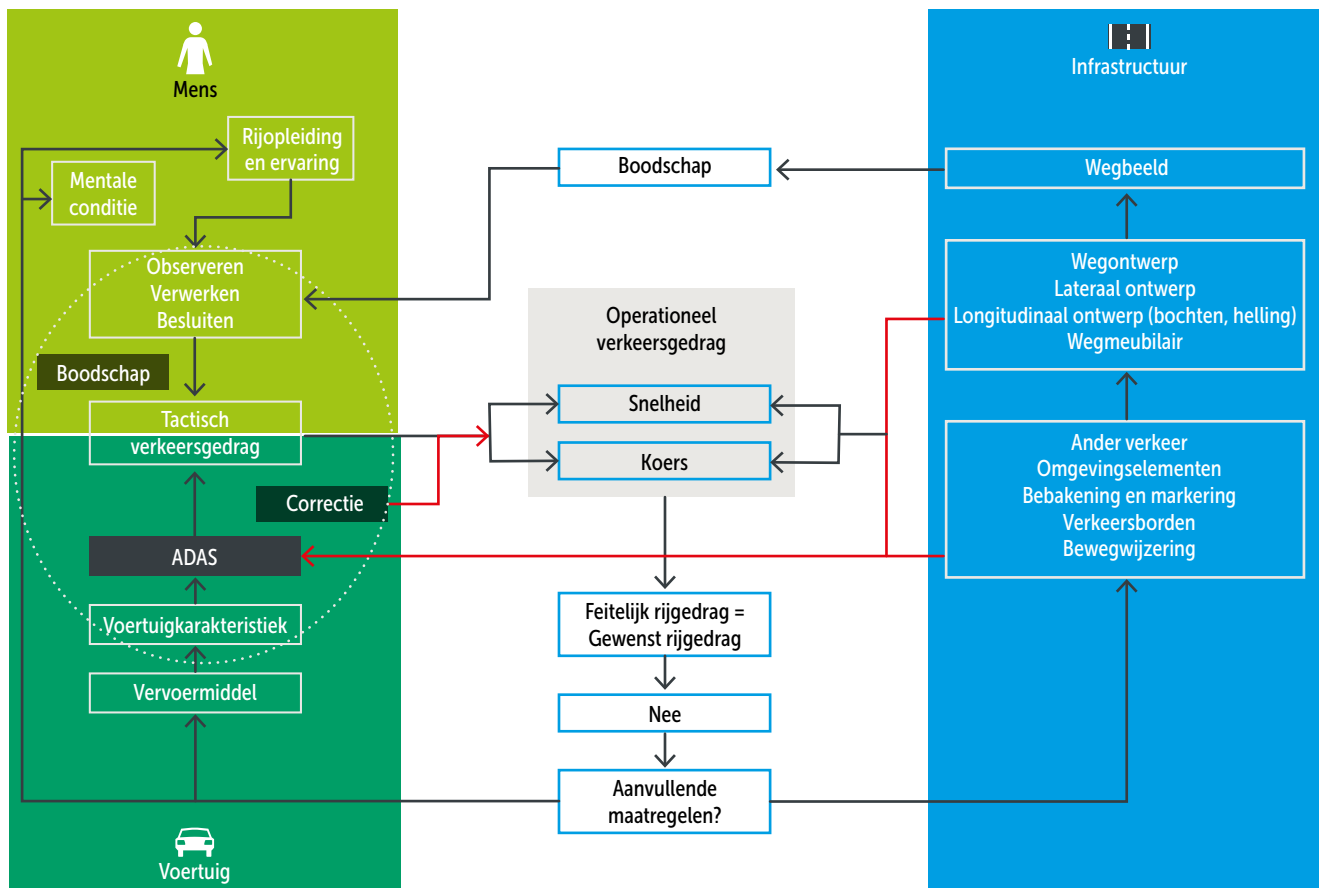 Mens
Rijopleiding
en ervaring
Mentale
conditie
Observeren
Verwerken
Besluiten
Boodschap
Tactisch
verkeersgedrag
Correctie
ADAS
Voertuigkarakteristiek
Vervoermiddel
Voertuig
Boodschap
Operationeel
verkeersgedrag
Snelheid
Koers
Feitelijk rijgedrag =
Gewenst rijgedrag
Nee
Aanvullende
maatregelen?
Infrastructuur
Wegbeeld
Wegontwerp
Lateraal ontwerp
Longitudinaal ontwerp (bochten, helling)
Wegmeubilair
Ander verkeer
Omgevingselementen
Bebakening en markering
Verkeersborden
Bewegwijzering